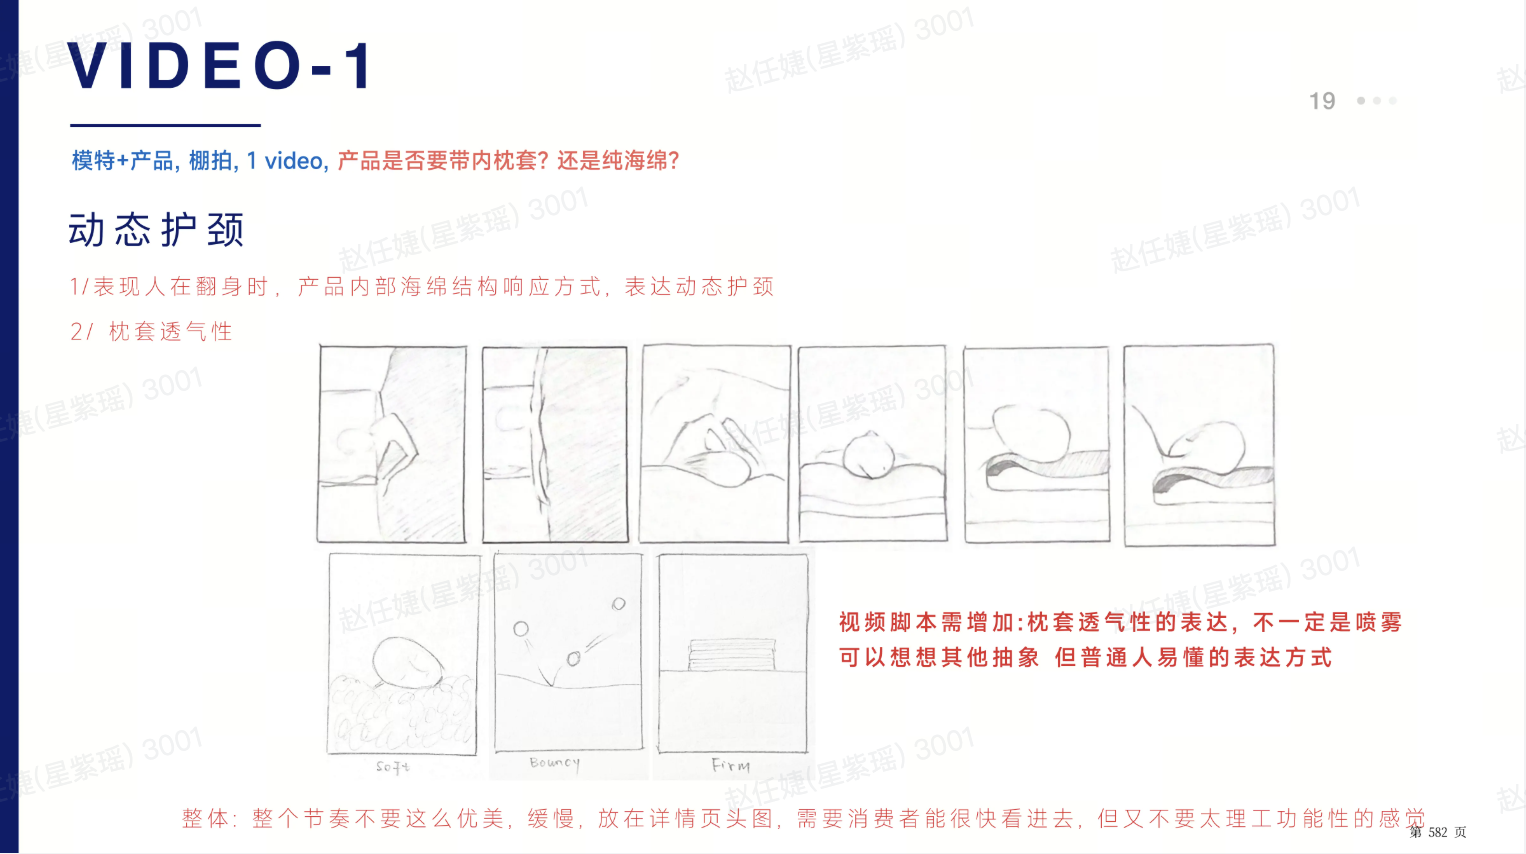 VIDEO-1
19
模特+产品, 棚拍, 1 video, 产品是否要带内枕套? 还是纯海绵?
动态护颈
1/表现人在翻身时, 产品内部海绵结构响应方式, 表达动态护颈
2/ 枕套透气性
视频脚本需增加:枕套透气性的表达, 不一定是喷雾
可以想想其他抽象 但普通人易懂的表达方式
Soft
Bouncy
Firm
整体: 整个节奏不要这么优美, 缓慢, 放在详情页头图, 需要消费者能很快看进去, 但又不要太理工功能性的感觉
第 582 页
赵任婕(星紫瑶) 3001